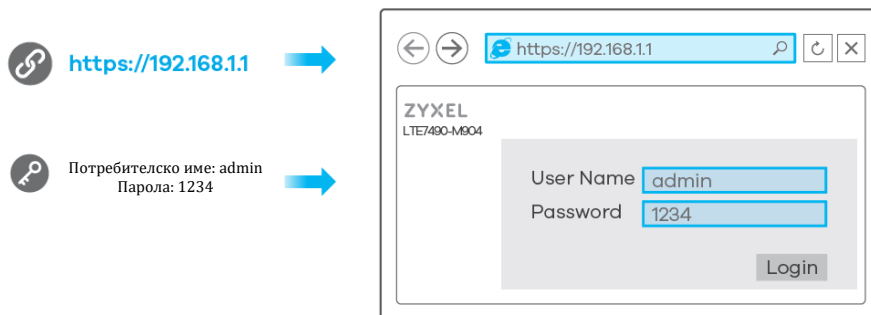 https://192.168.1.1
Потребителско име: admin
Парола: 1234
https://192.168.1.1
ZYXEL
LTE7490-M904
User Name admin
Password 1234
Login